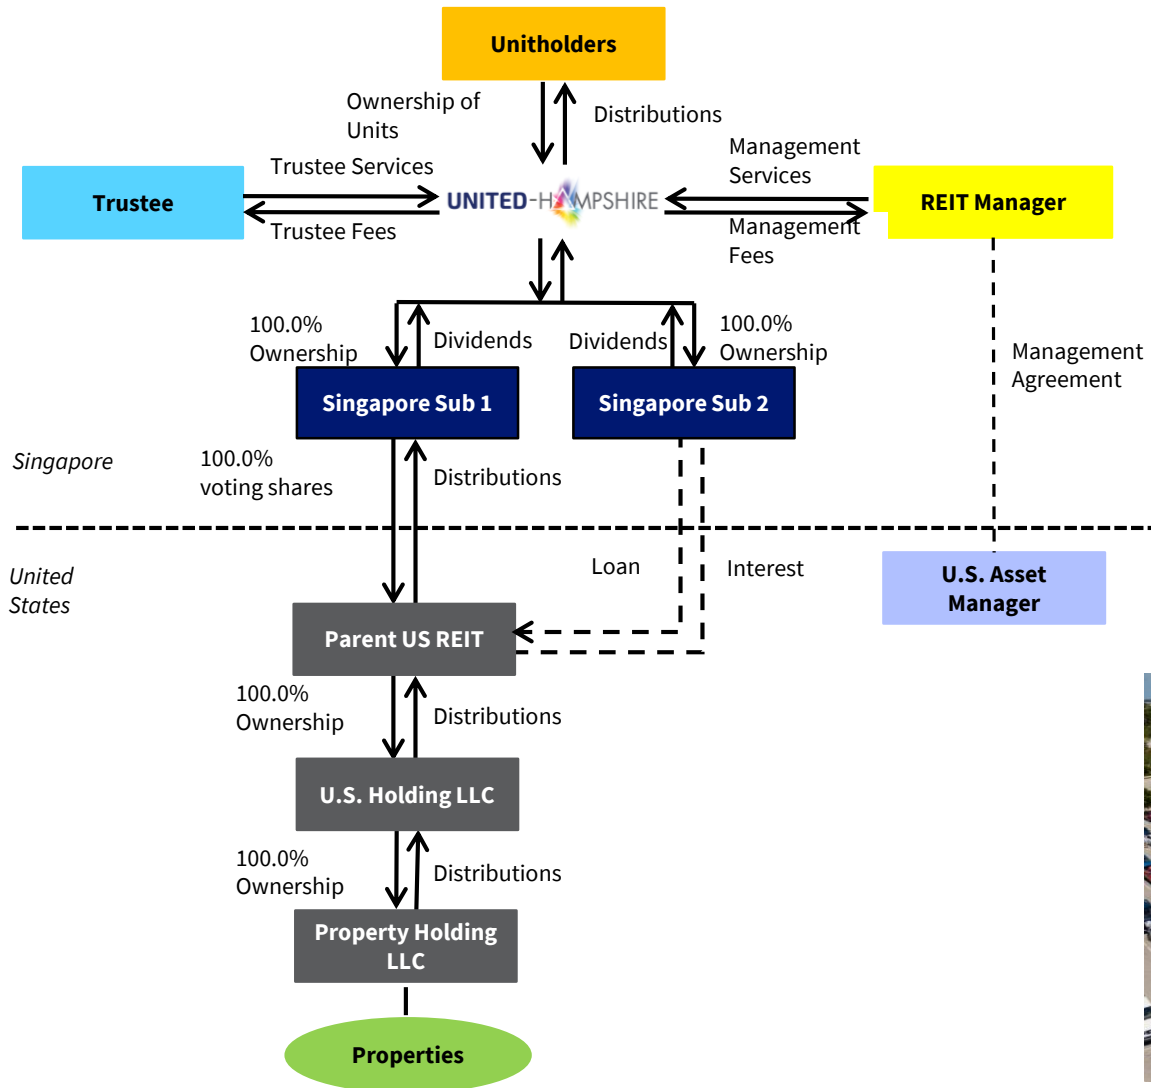 Unitholders
Ownership of
Units
Distributions
Trustee Services
Management
Services
Trustee
UNITED-HAMPSHIRE
REIT Manager
Trustee Fees
Management
Fees
100.0%
Ownership
Dividends
Dividends
100.0%
Ownership
Management
Agreement
Singapore Sub 1
Singapore Sub 2
Singapore
100.0%
voting shares
Distributions
United
States
Loan
Interest
U.S. Asset
Manager
Parent US REIT
100.0%
Ownership
Distributions
U.S. Holding LLC
100.0%
Ownership
Distributions
Property Holding
LLC
Properties